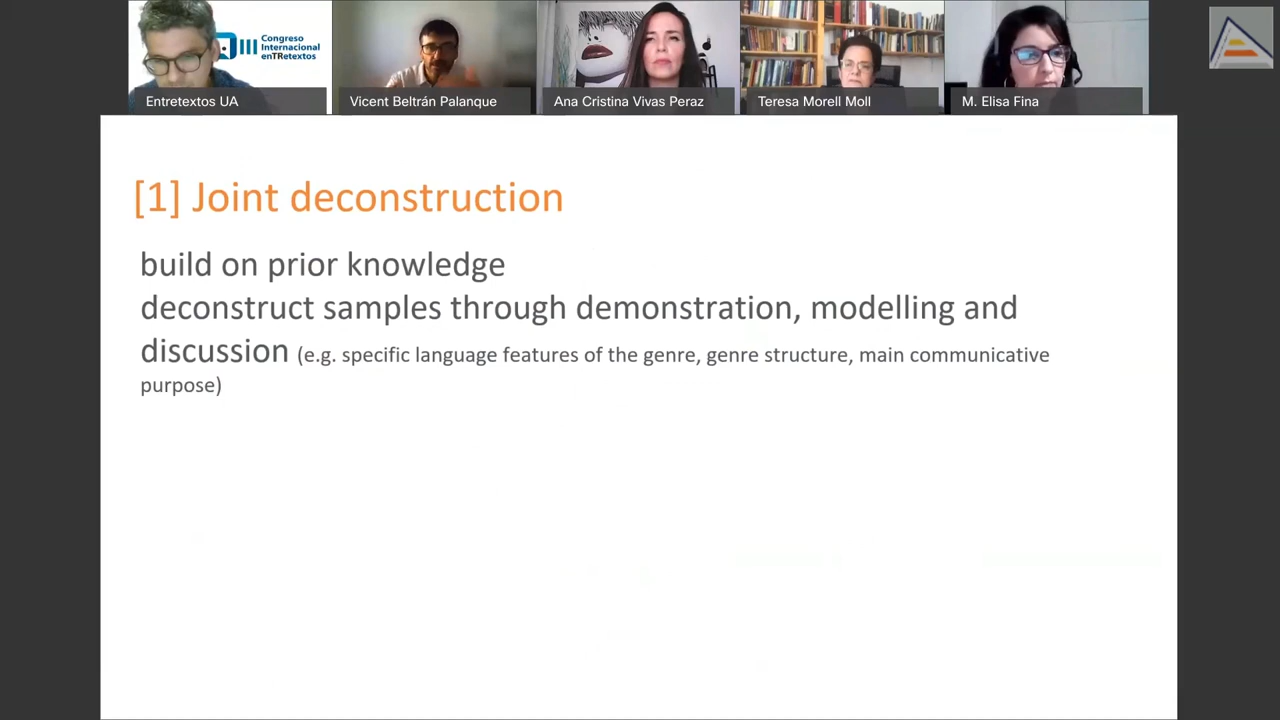 III Congreso
Internacional
enTRetextos
Entretextos UA
Vicent Beltrán Palanque
Ana Cristina Vivas Peraz
Teresa Morell Moll
M. Elisa Fina
[1] Joint deconstruction
build on prior knowledge
deconstruct samples through demonstration, modelling and
discussion (e.g. specific language features of the genre, genre structure, main communicative
purpose)